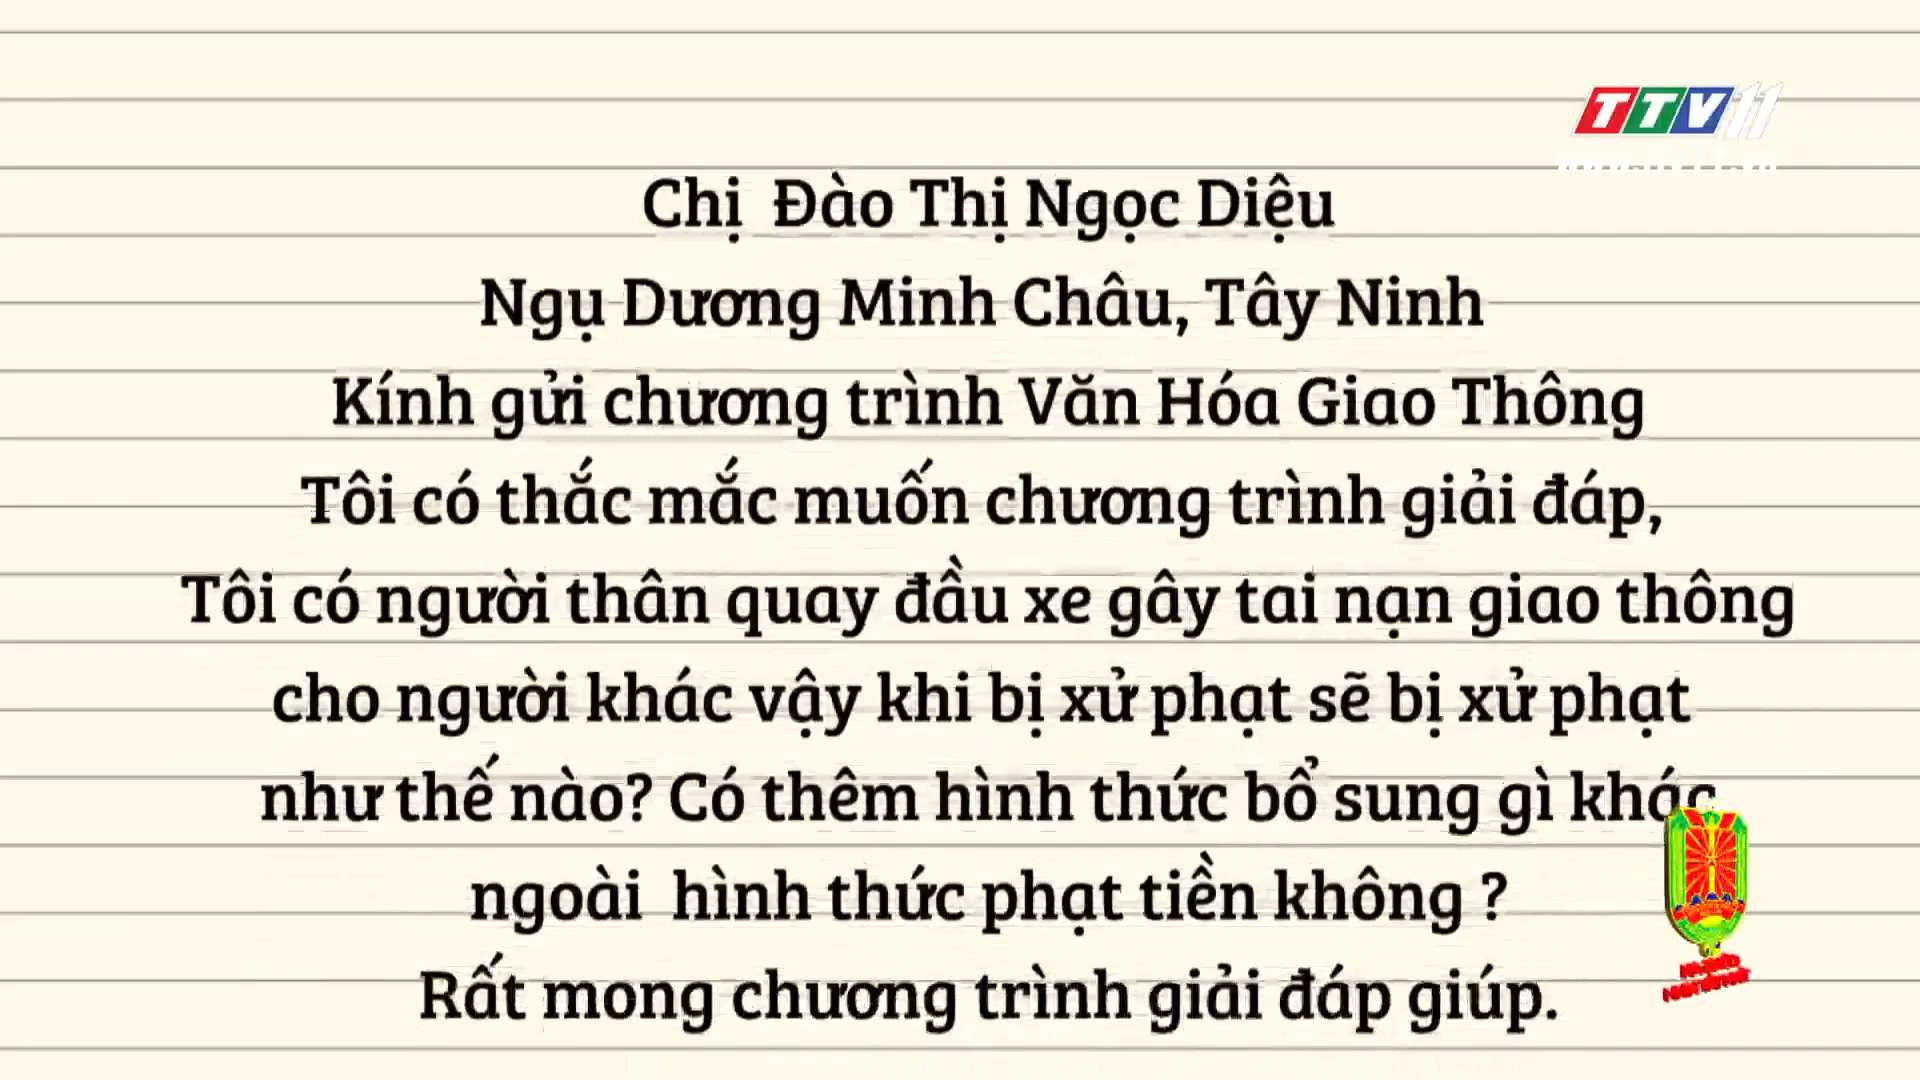 TTV11
www.ttv11.vn
Chị Đào Thị Ngọc Diệu
Ngụ Dương Minh Châu, Tây Ninh
Kính gửi chương trình Văn Hóa Giao Thông
Tôi có thắc mắc muốn chương trình giải đáp,
Tôi có người thân quay đầu xe gây tai nạn giao thông
cho người khác vậy khi bị xử phạt sẽ bị xử phạt
như thế nào? Có thêm hình thức bổ sung gì khác
ngoài hình thức phạt tiền không ?
Rất mong chương trình giải đáp giúp.